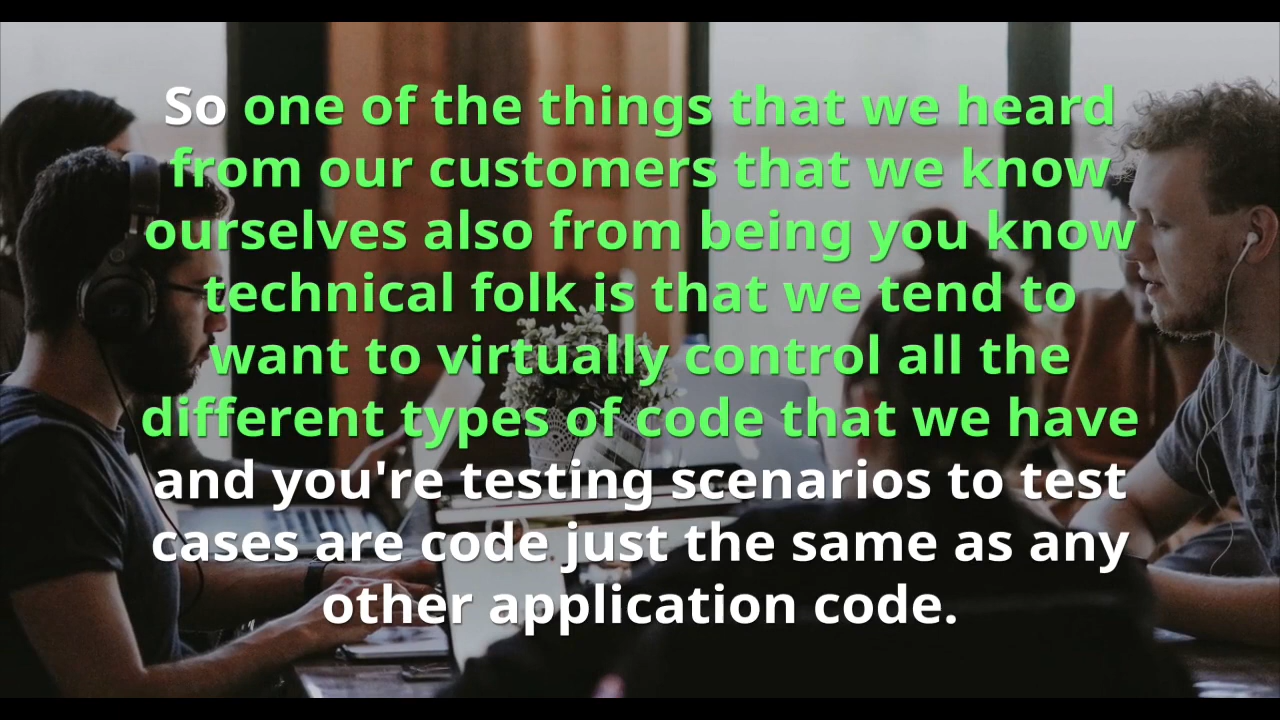 So one of the things that we heard
from our customers that we know
ourselves also from being you know
technical folk is that we tend to
want to virtually control all the
different types of code that we have
and you're testing scenarios to test
cases are code just the same as any
other application code.